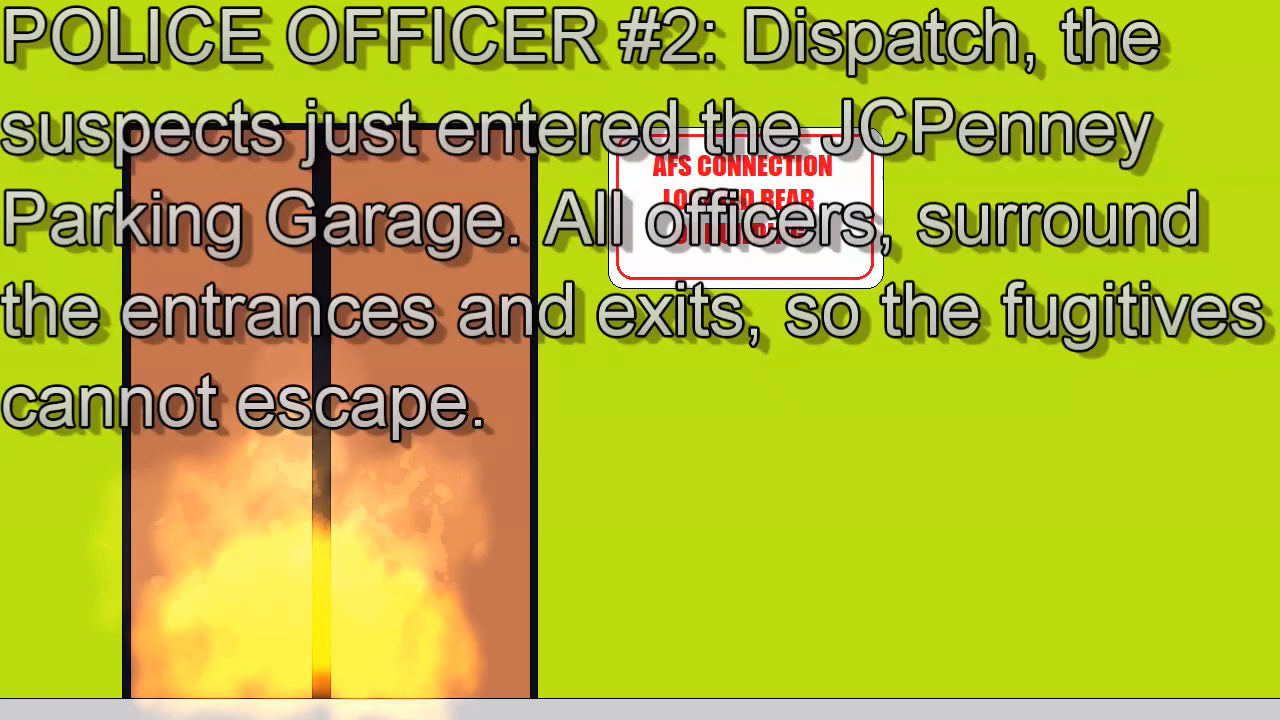 POLICE OFFICER #2: Dispatch, the
suspects just entered the JCPenney
Parking Garage. All officers, surround
the entrances and exits, so the fugitives
cannot escape.
AFS CONNECTION
REAR